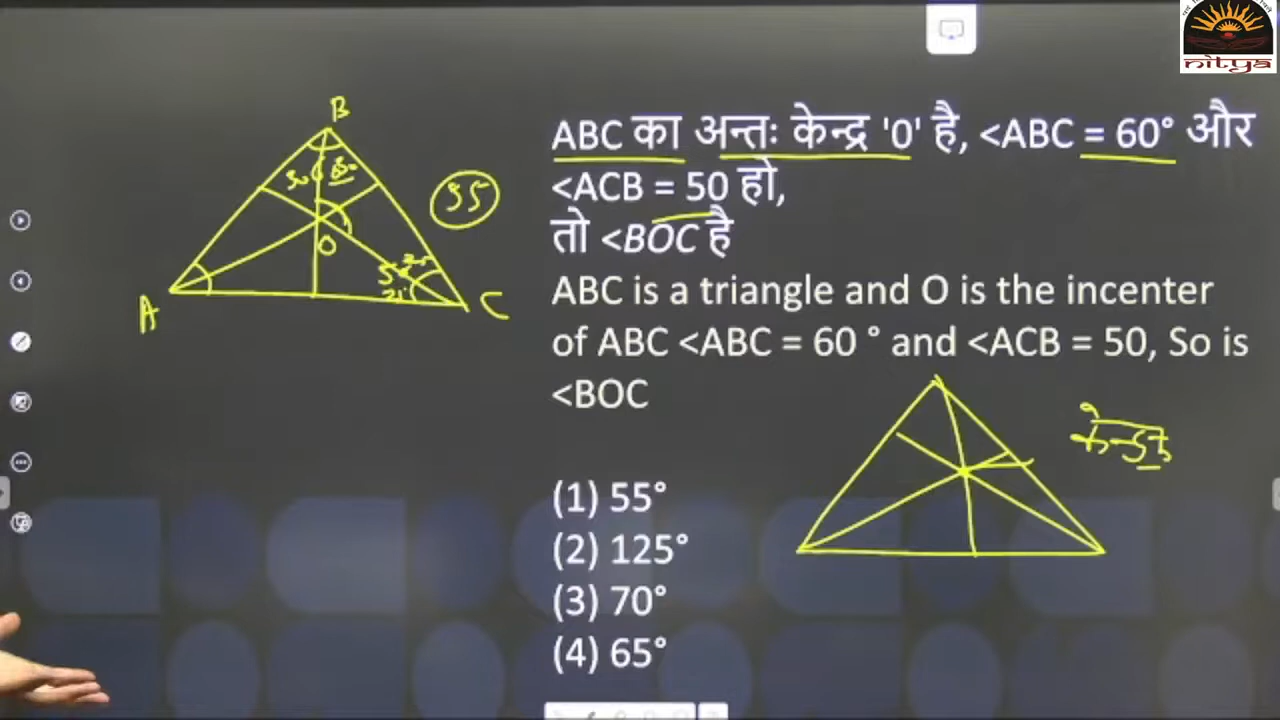 nitya
ABC का अन्तः केन्द्र '0' है, <ABC = 60° और
<ACB = 50 हो,
तो <BOC है
ABC is a triangle and O is the incenter
of ABC <ABC = 60 ° and <ACB = 50, So is
<BOC
(1) 55°
(2) 125°
(3) 70°
(4) 65°
B
55
O
A
C